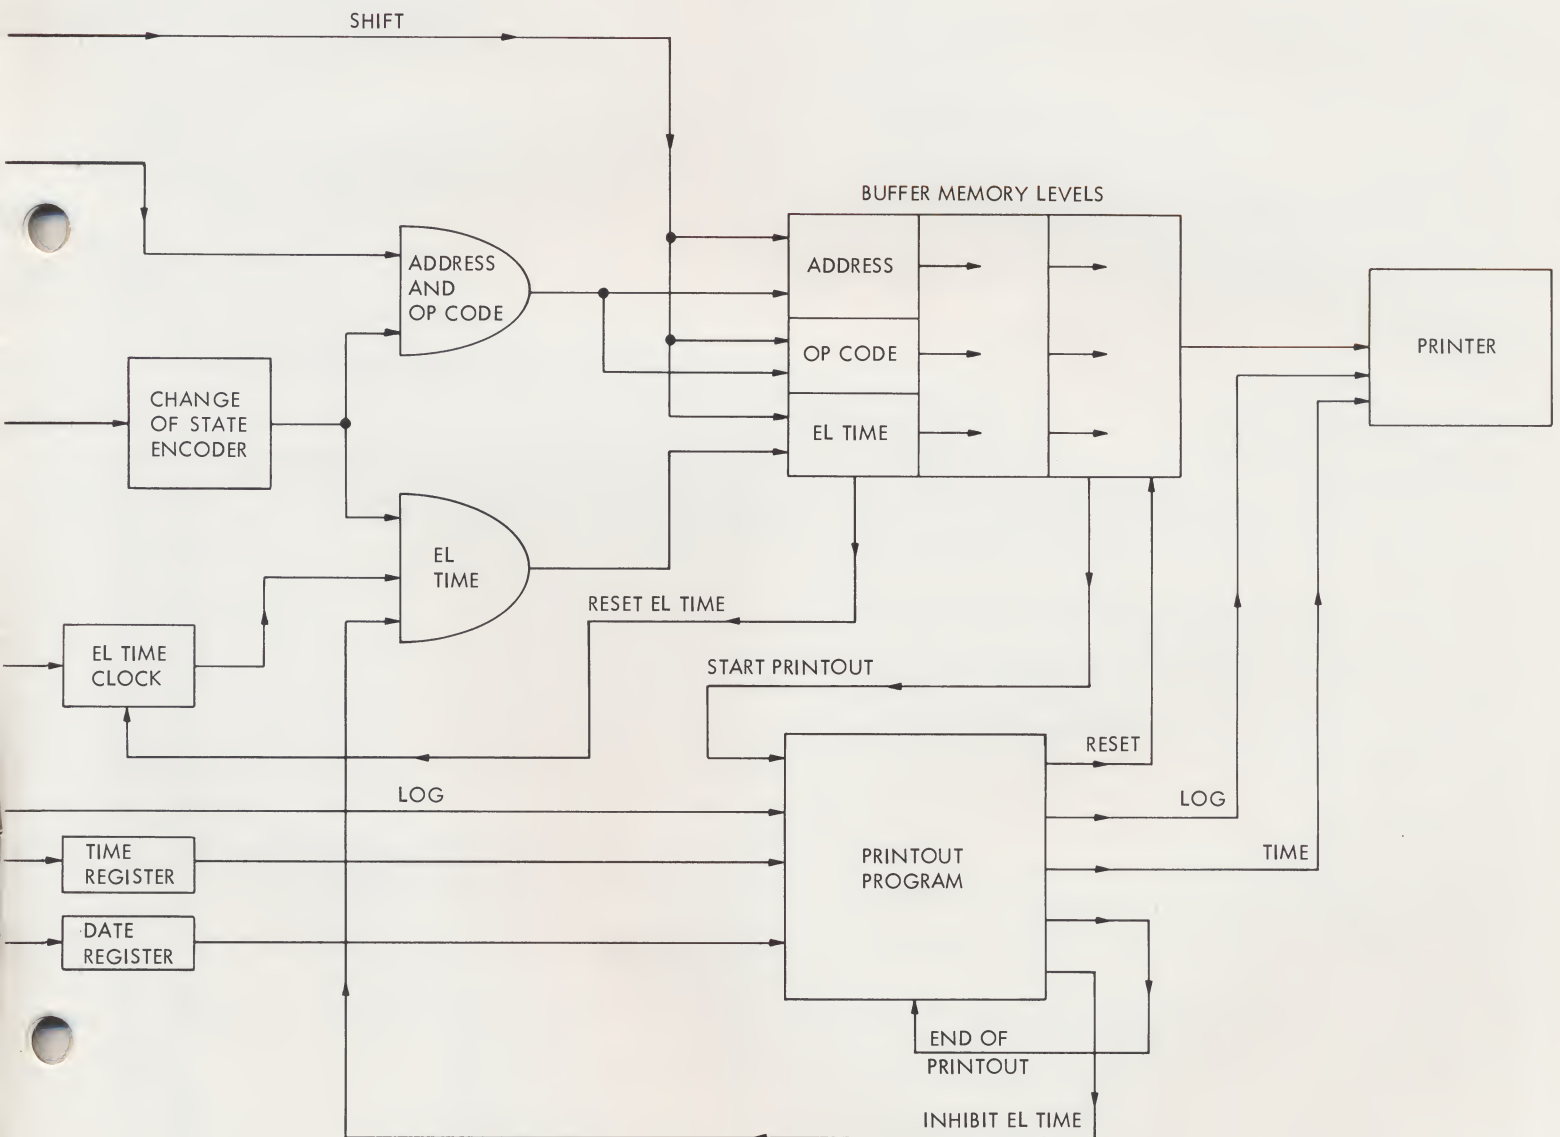 SHIFT
BUFFER MEMORY LEVELS
ADDRESS
AND
OP CODE
ADDRESS
OP CODE
EL TIME
PRINTER
CHANGE
OF STATE
ENCODER
EL
TIME
RESET EL TIME
EL TIME
CLOCK
START PRINTOUT
RESET
LOG
LOG
TIME
REGISTER
PRINTOUT
PROGRAM
TIME
DATE
REGISTER
END OF
PRINTOUT
INHIBIT EL TIME